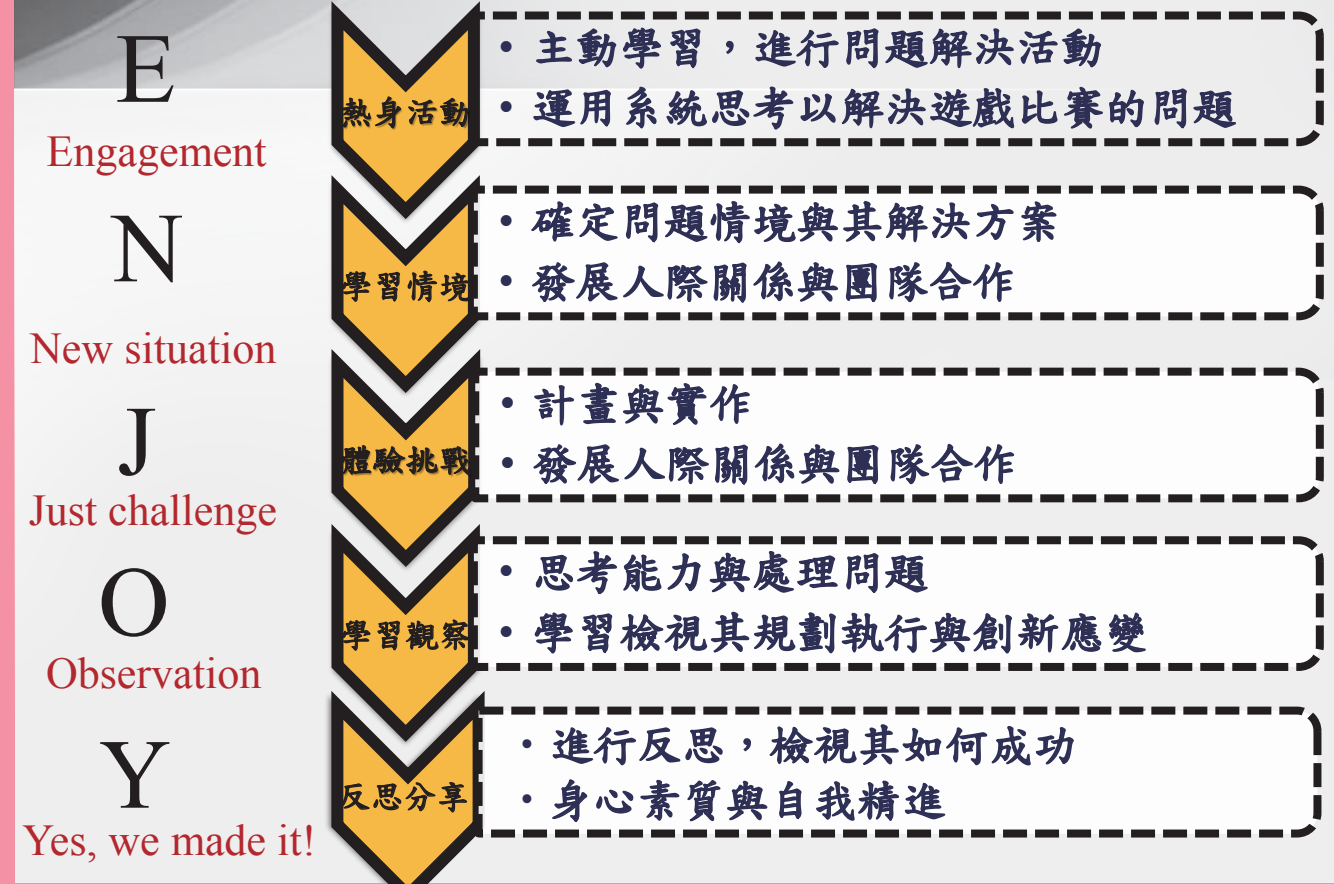 E
Engagement
熱身活動
• 主動學習，進行問題解決活動
• 運用系統思考以解決遊戲比賽的問題
N
New situation
學習情境
• 確定問題情境與其解決方案
• 發展人際關係與團隊合作
J
Just challenge
體驗挑戰
• 計畫與實作
• 發展人際關係與團隊合作
O
Observation
學習觀察
• 思考能力與處理問題
• 學習檢視其規劃執行與創新應變
Y
Yes, we made it!
反思分享
• 進行反思，檢視其如何成功
• 身心素質與自我精進